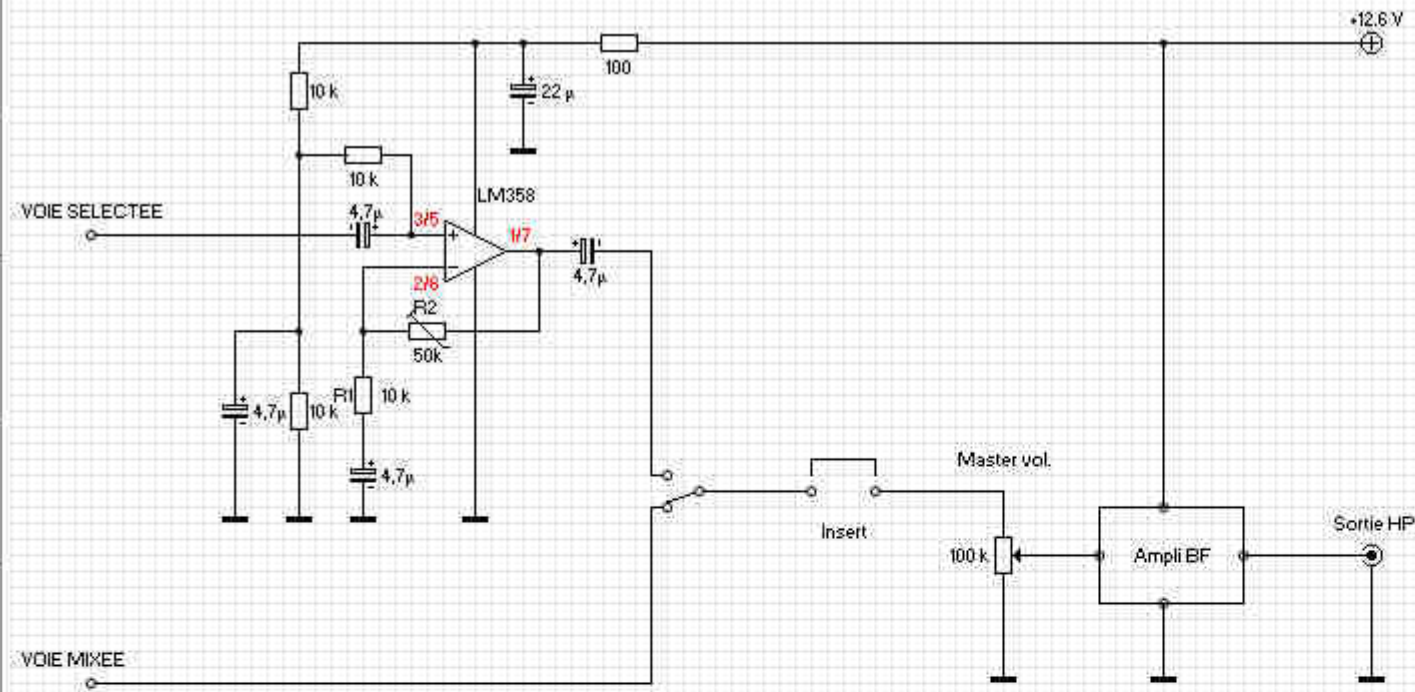 +12,6 V
100
10 k
22 µ
10 k
LM358
VOIE SELECTEE
4,7µ
3/5
1/7
+
-
2/6
4,7µ
R2
50k
R1
10 k
4,7µ
10 k
4,7µ
Master vol.
Insert
Sortie HP
100 k
Ampli BF
VOIE MIXEE